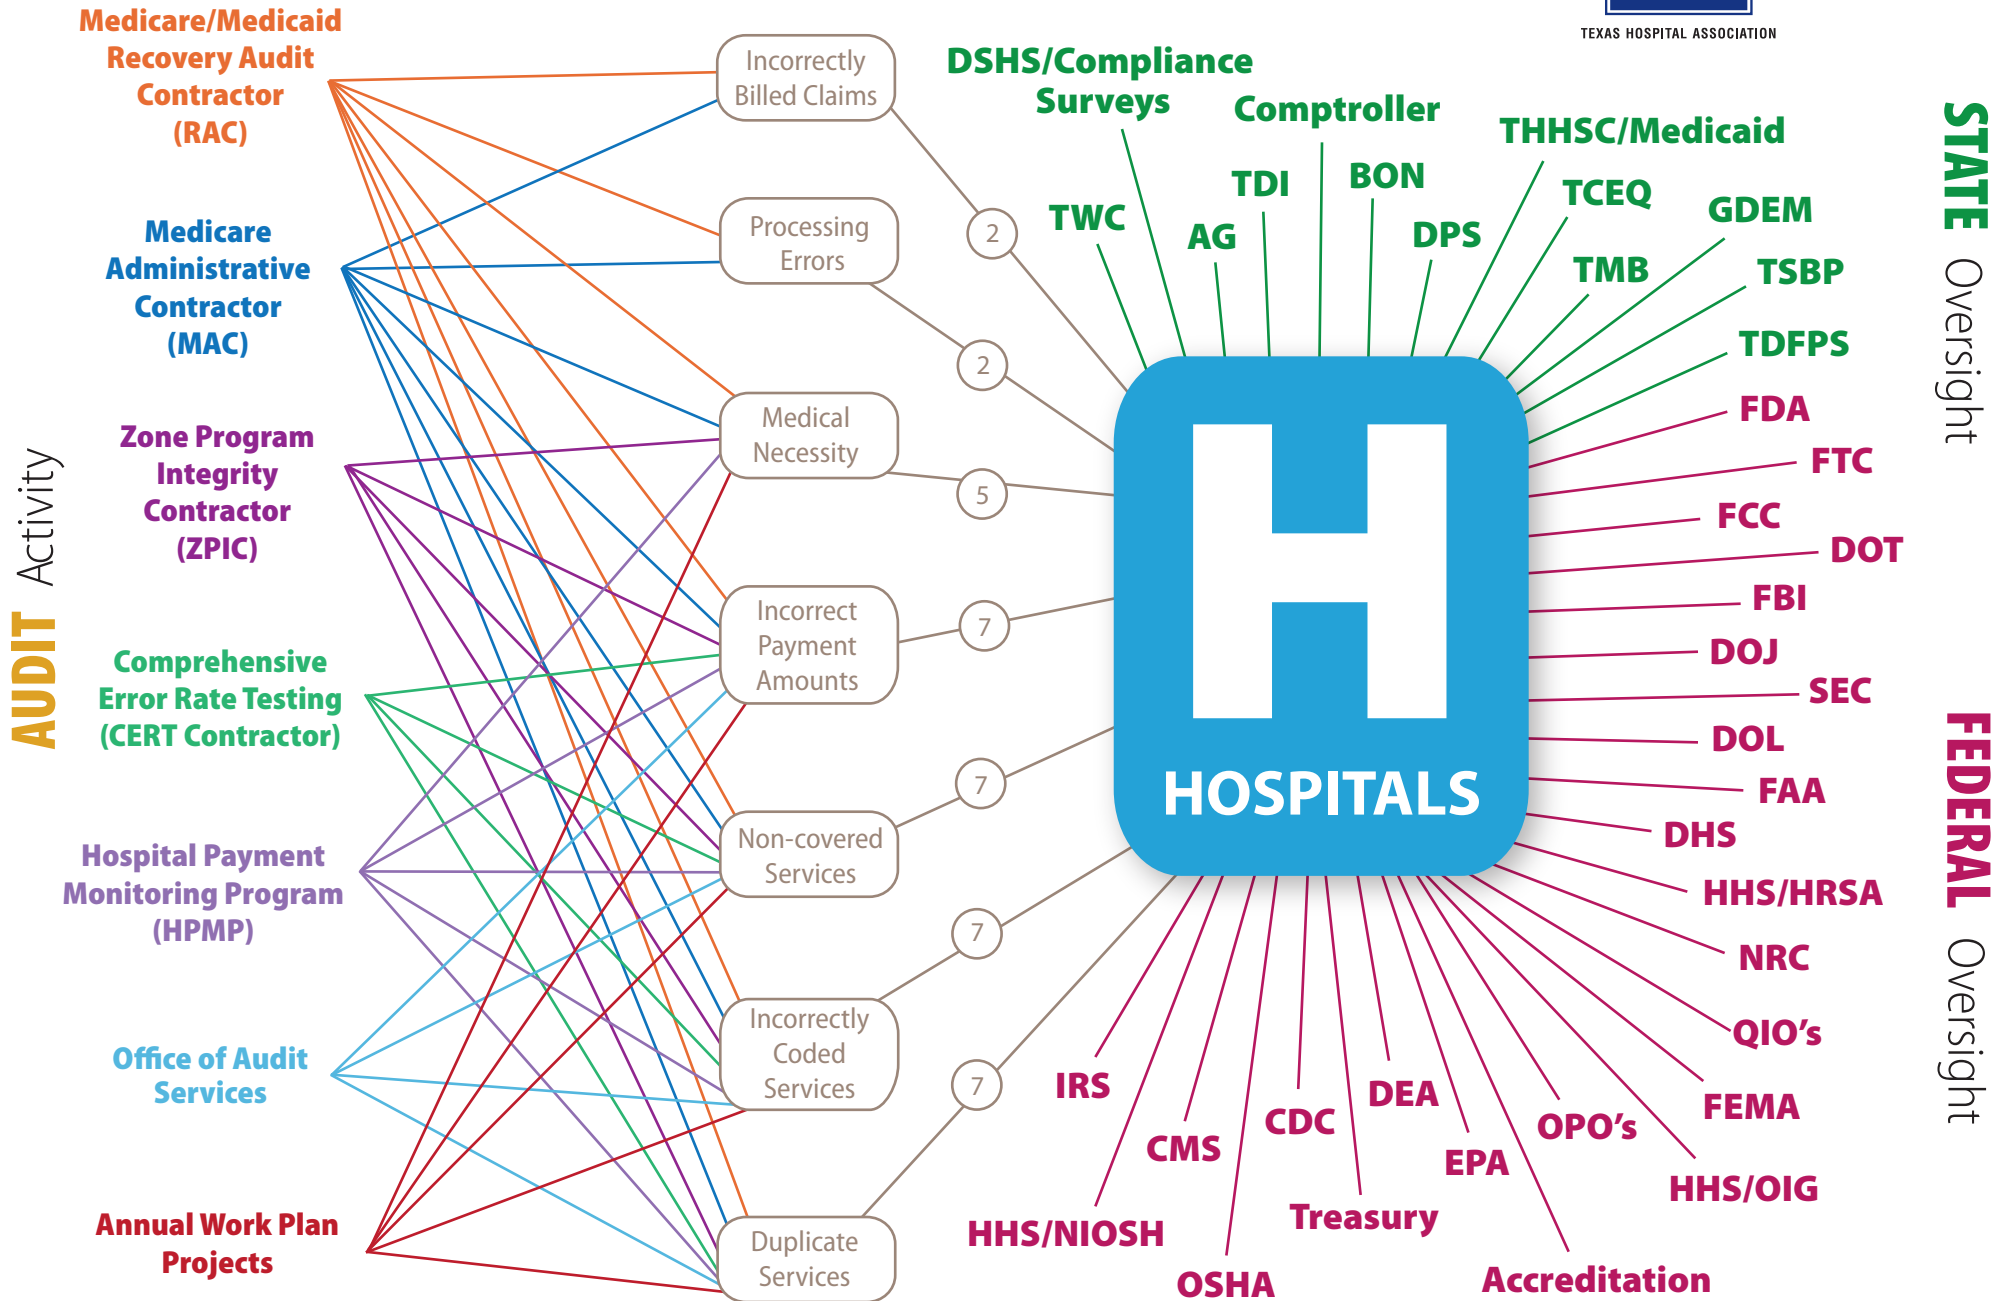 TEXAS HOSPITAL ASSOCIATION
AUDIT Activity
Medicare/Medicaid
Recovery Audit
Contractor
(RAC)
Medicare
Administrative
Contractor
(MAC)
Zone Program
Integrity
Contractor
(ZPIC)
Comprehensive
Error Rate Testing
(CERT Contractor)
Hospital Payment
Monitoring Program
(HPMP)
Office of Audit
Services
Annual Work Plan
Projects
Incorrectly
Billed Claims
Processing
Errors
Medical
Necessity
Incorrect
Payment
Amounts
Non-covered
Services
Incorrectly
Coded
Services
Duplicate
Services
2
2
5
7
7
7
7
H
HOSPITALS
STATE Oversight
DSHS/Compliance
Surveys
Comptroller
THHSC/Medicaid
TWC
AG
TDI
BON
DPS
TCEQ
TMB
GDEM
TSBP
TDFPS
FEDERAL Oversight
FDA
FTC
FCC
DOT
FBI
DOJ
SEC
DOL
FAA
DHS
HHS/HRSA
NRC
QIO’s
FEMA
HHS/OIG
OPO’s
Accreditation
EPA
DEA
Treasury
CDC
OSHA
CMS
HHS/NIOSH
IRS